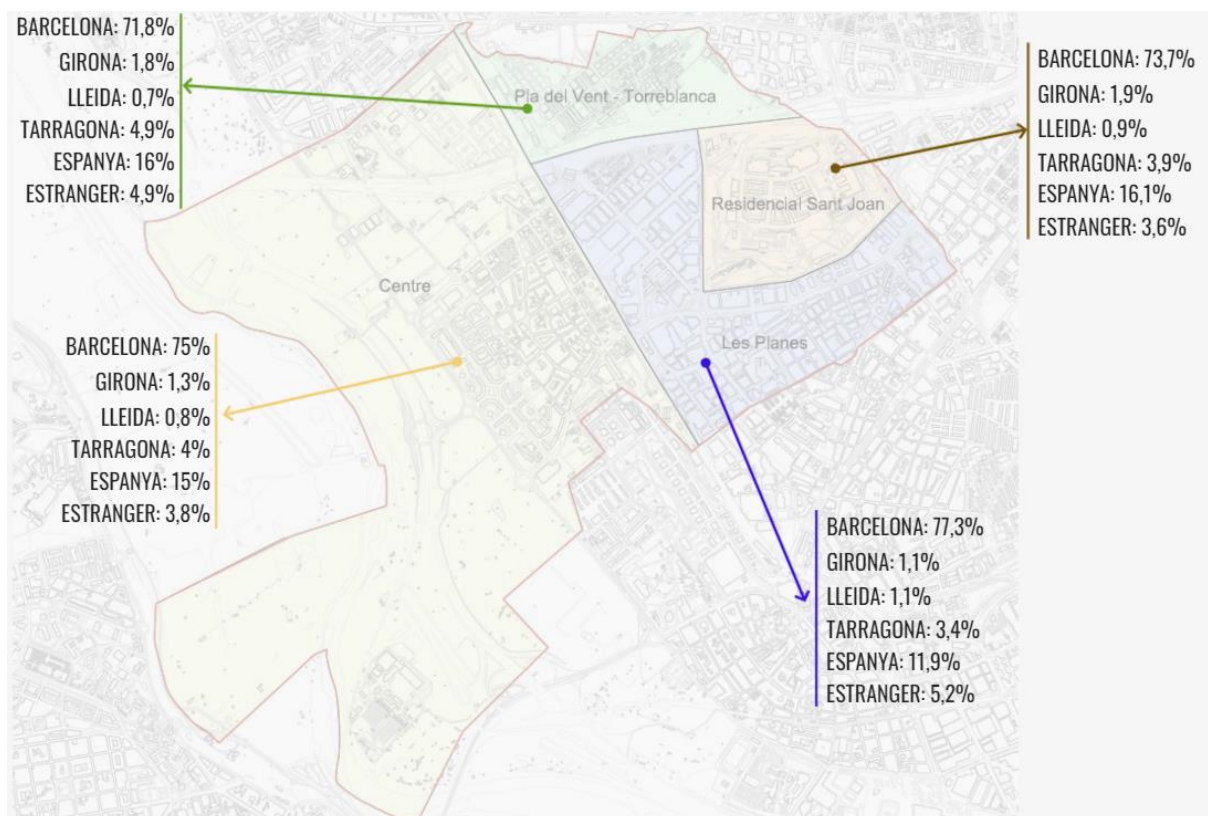 BARCELONA: 71,8%
GIRONA: 1,8%
LLEIDA: 0,7%
TARRAGONA: 4,9%
ESPANYA: 16%
ESTRANGER: 4,9%
Pla del Vent - Torreblanca
BARCELONA: 73,7%
GIRONA: 1,9%
LLEIDA: 0,9%
TARRAGONA: 3,9%
ESPANYA: 16,1%
ESTRANGER: 3,6%
Residencial Sant Joan
Centre
BARCELONA: 75%
GIRONA: 1,3%
LLEIDA: 0,8%
TARRAGONA: 4%
ESPANYA: 15%
ESTRANGER: 3,8%
Les Planes
BARCELONA: 77,3%
GIRONA: 1,1%
LLEIDA: 1,1%
TARRAGONA: 3,4%
ESPANYA: 11,9%
ESTRANGER: 5,2%